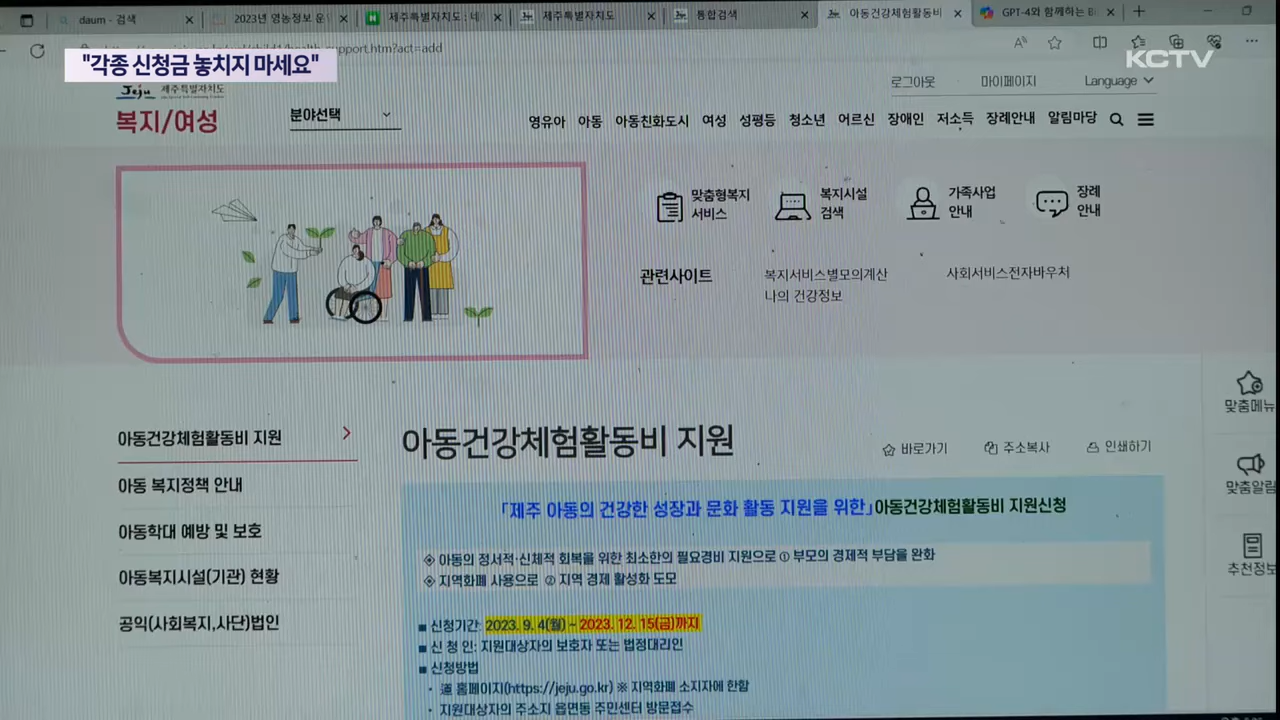 daum - 검색
2023년 영농정보
제주특별자치도 : 네
제주특별자치도
통합검색
아동건강체험활동비
GPT-4와 함께하는
support.htm?act=add
"각종 신청금 놓치지 마세요"
KCTV
Jeju 제주특별자치도
로그아웃 마이페이지 Language
복지/여성
분야선택
영유아 아동 아동친화도시 여성 성평등 청소년 어르신 장애인 저소득 장례안내 알림마당
맞춤형복지 서비스
복지시설 검색
가족사업 안내
장례 안내
관련사이트
복지서비스별모의계산
사회서비스전자바우처
나의 건강정보
맞춤메뉴
맞춤알림
추천정보
아동건강체험활동비 지원
아동 복지정책 안내
아동학대 예방 및 보호
아동복지시설(기관) 현황
공익(사회복지,사단)법인
아동건강체험활동비 지원
바로가기 주소복사 인쇄하기
「제주 아동의 건강한 성장과 문화 활동 지원을 위한」아동건강체험활동비 지원신청
◈ 아동의 정서적·신체적 회복을 위한 최소한의 필요경비 지원으로 ① 부모의 경제적 부담을 완화
◈ 지역화폐 사용으로 ② 지역 경제 활성화 도모
■ 신청기간: 2023. 9. 4(월) ~ 2023. 12. 15(금)까지
■ 신 청 인: 지원대상자의 보호자 또는 법정대리인
■ 신청방법
· 道 홈페이지(https://jeju.go.kr) ※ 지역화폐 소지자에 한함
· 지원대상자의 주소지 읍면동 주민센터 방문접수